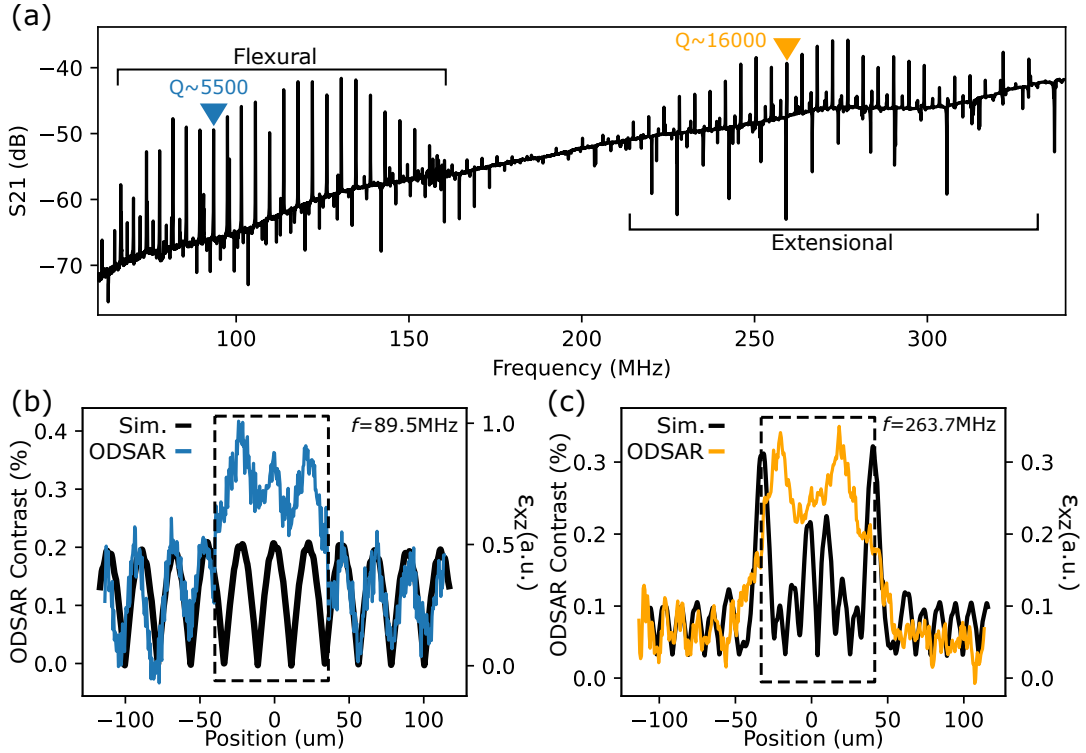 (a)
Flexural
Q~5500
Q~16000
Extensional
S21 (dB)
−40
−50
−60
−70
100
150
200
250
300
Frequency (MHz)
(b)
Sim.
ODSAR
f=89.5MHz
ODSAR Contrast (%)
0.4
0.3
0.2
0.1
0.0
1.0
0.5
0.0
εxz(a.u.)
−100
−50
0
50
100
Position (um)
(c)
Sim.
ODSAR
f=263.7MHz
ODSAR Contrast (%)
0.3
0.2
0.1
0.0
0.3
0.2
0.1
0.0
εxz(a.u.)
−100
−50
0
50
100
Position (um)